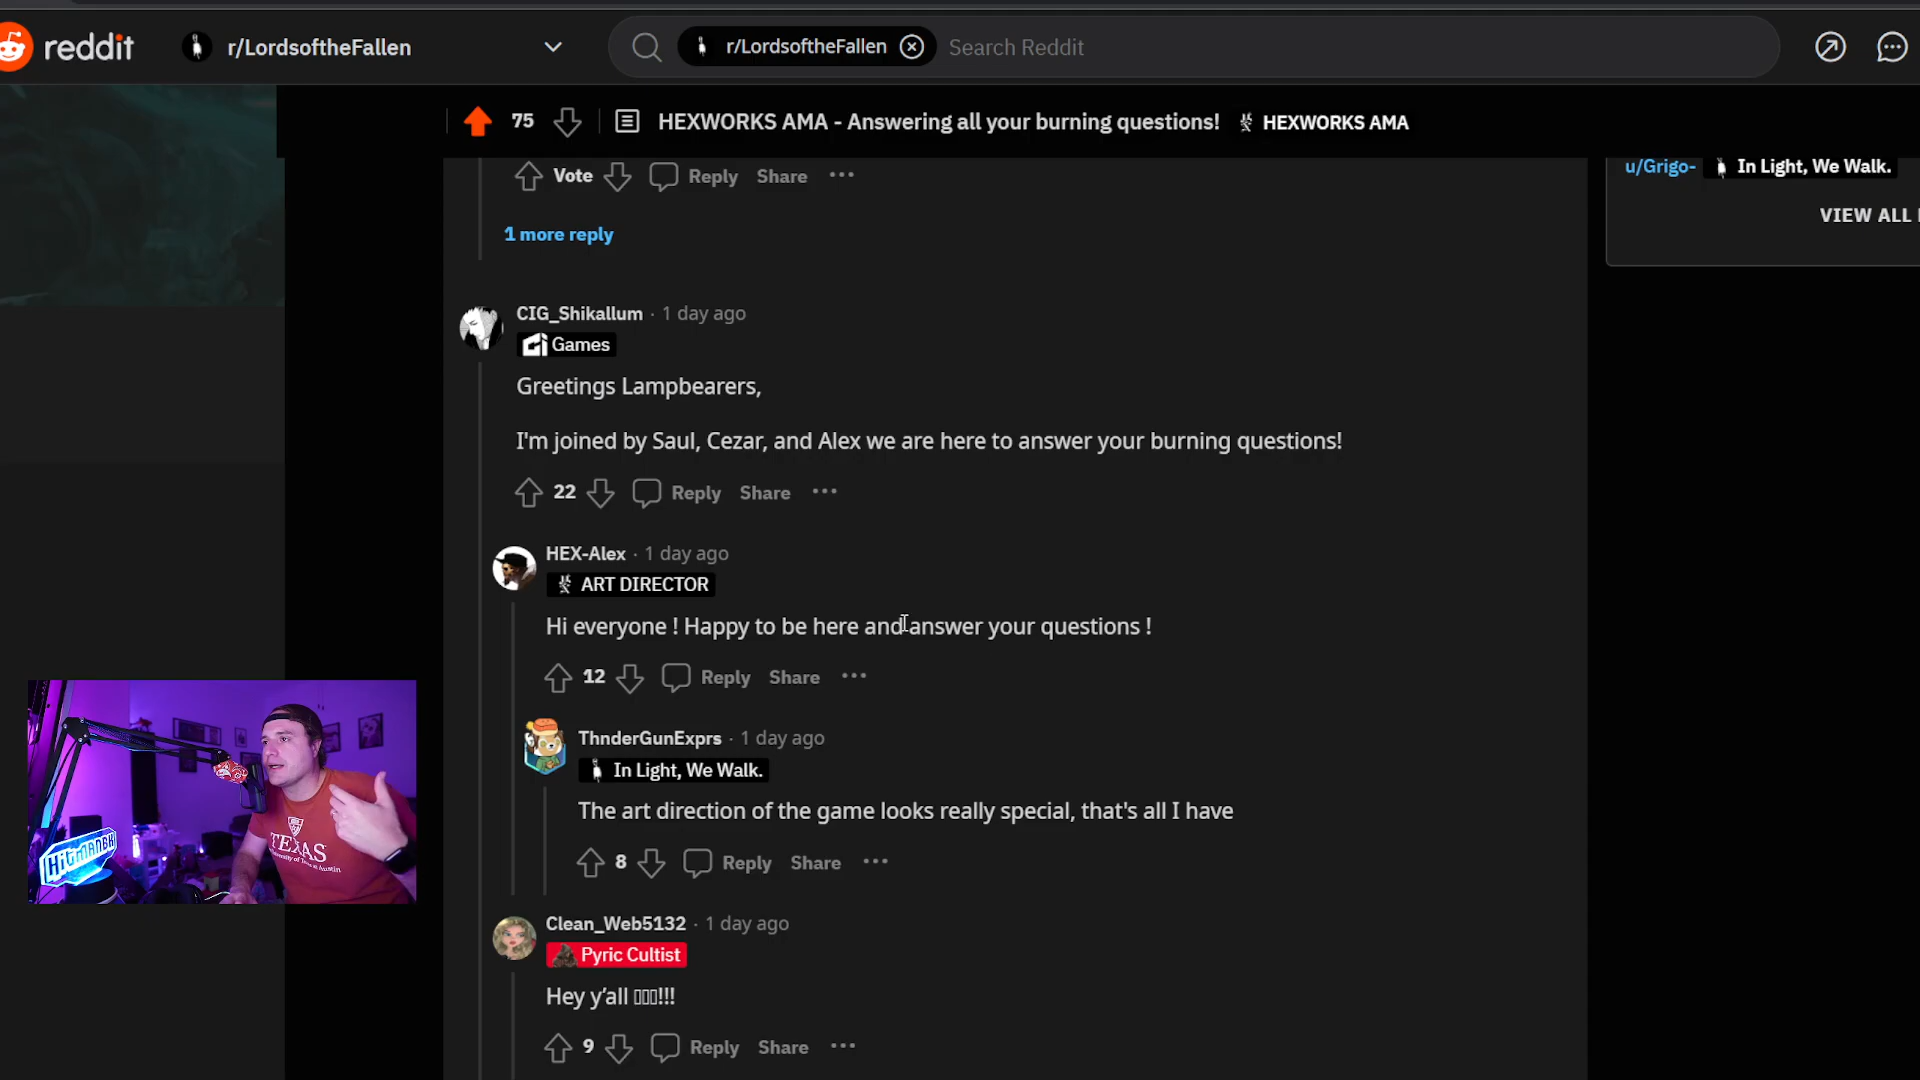 reddit
r/LordsoftheFallen
r/LordsoftheFallen
Search Reddit
75
HEXWORKS AMA - Answering all your burning questions!
HEXWORKS AMA
Vote
Reply
Share
1 more reply
u/Grigo-
In Light, We Walk.
VIEW ALL
CIG_Shikallum · 1 day ago
Games
Greetings Lampbearers,
I'm joined by Saul, Cezar, and Alex we are here to answer your burning questions!
22
Reply
Share
HEX-Alex · 1 day ago
ART DIRECTOR
Hi everyone ! Happy to be here and answer your questions !
12
Reply
Share
ThnderGunExprs · 1 day ago
In Light, We Walk.
The art direction of the game looks really special, that's all I have
8
Reply
Share
Clean_Web5132 · 1 day ago
Pyric Cultist
Hey y’all !!!
9
Reply
Share
HiTMANBK
TEXAS